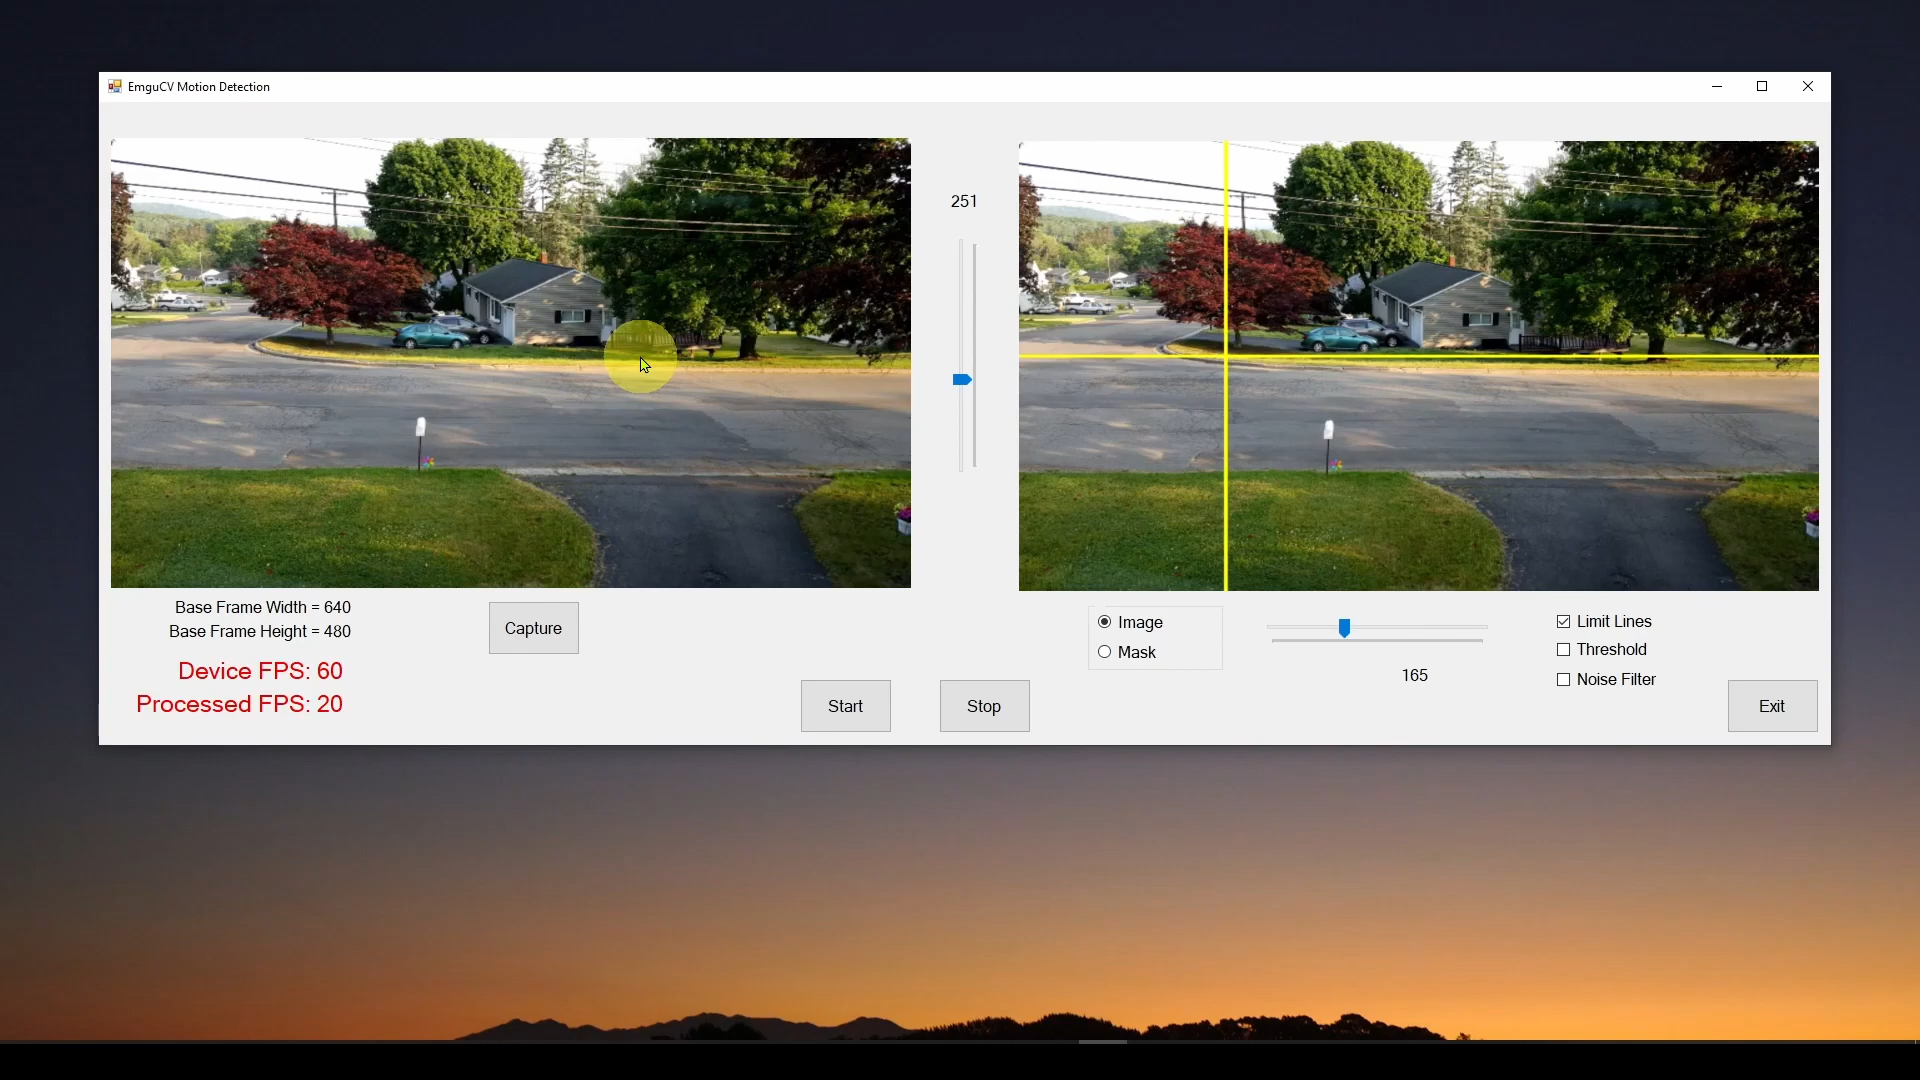 EmguCV Motion Detection
251
Base Frame Width = 640
Base Frame Height = 480
Device FPS: 60
Processed FPS: 20
Capture
Start
Stop
Image
Mask
165
Limit Lines
Threshold
Noise Filter
Exit